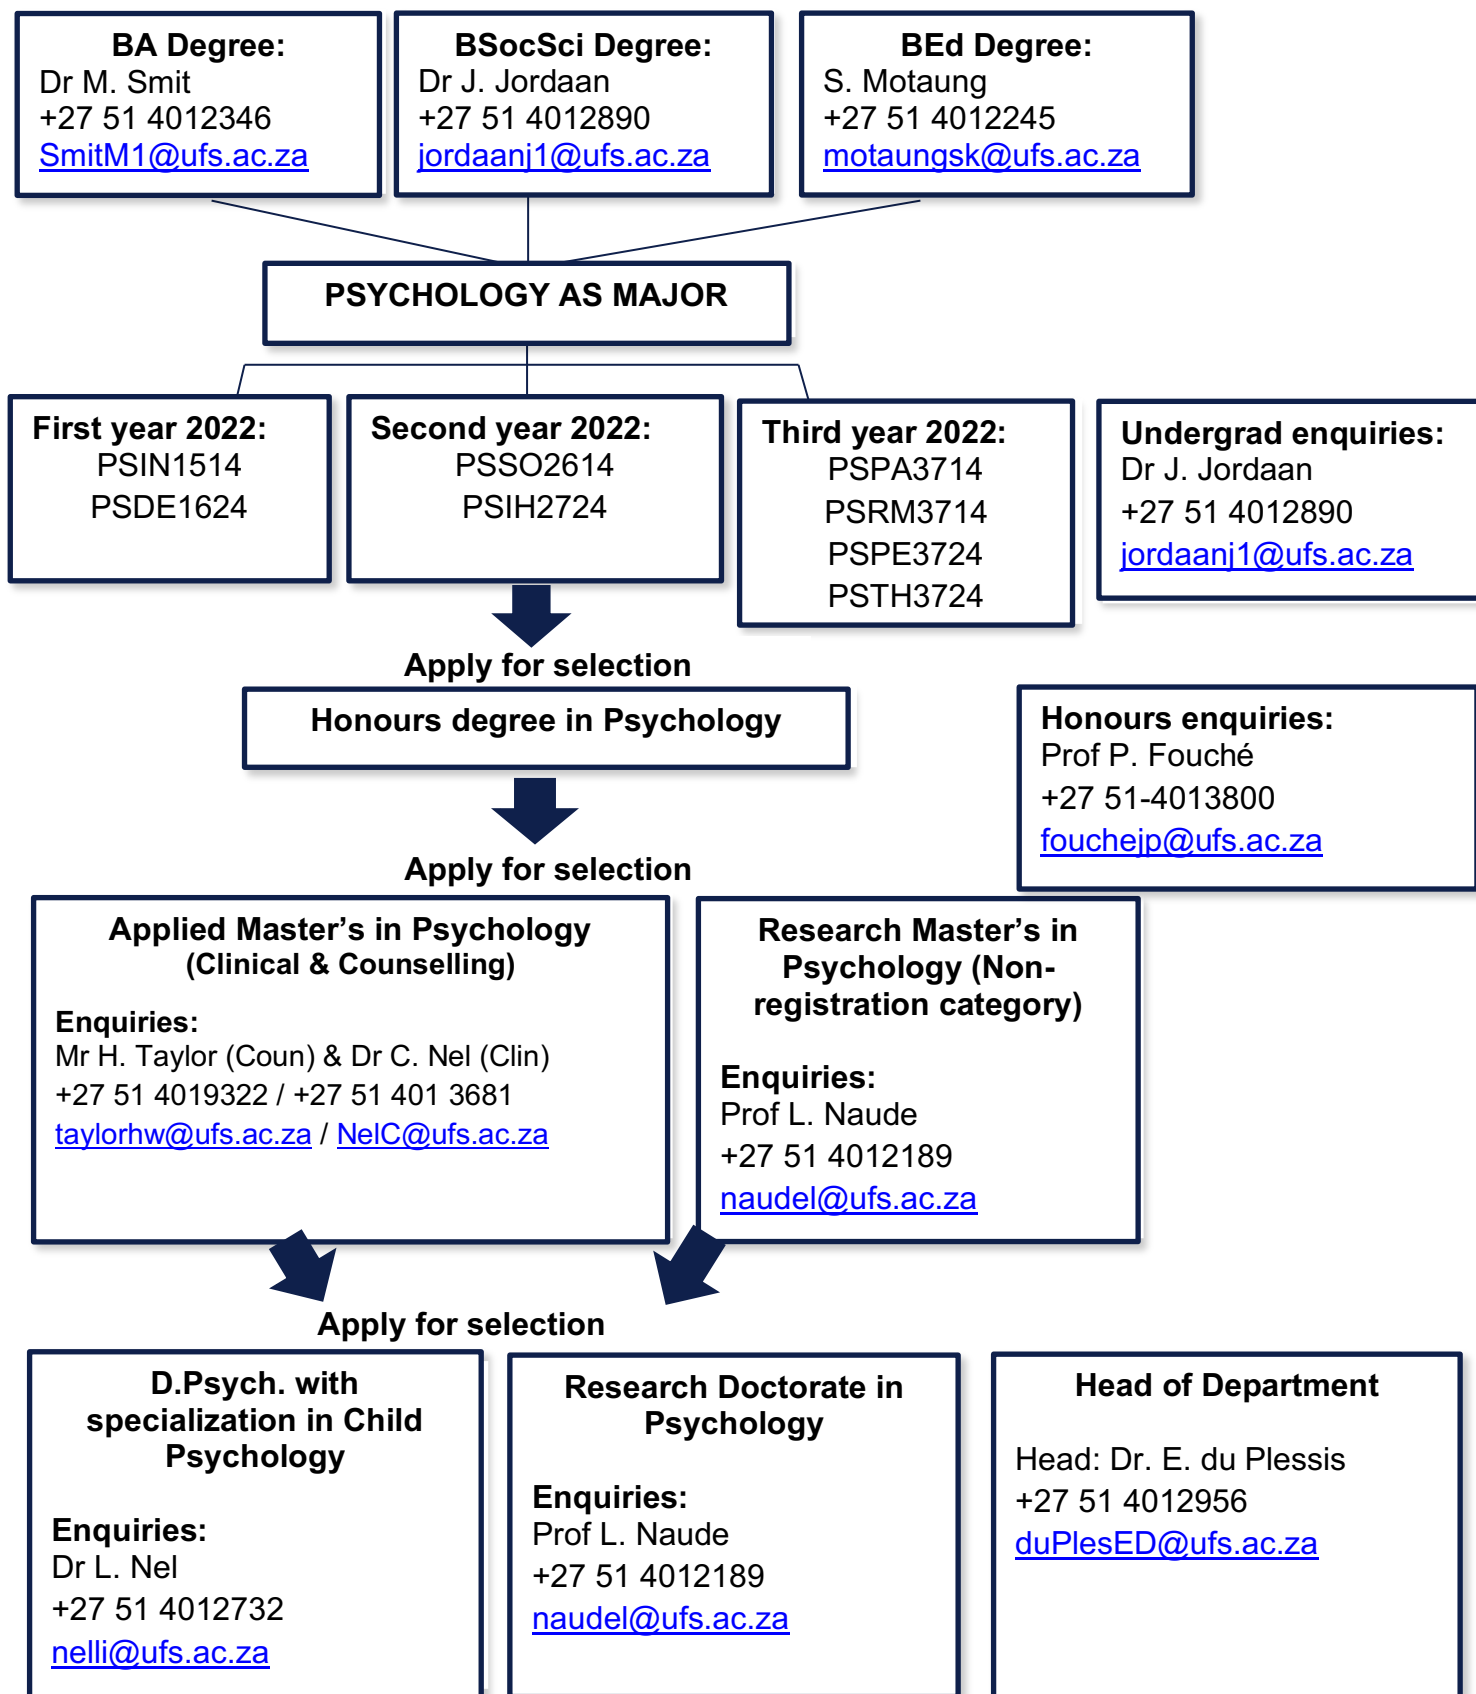 BA Degree:
Dr M. Smit
+27 51 4012346
SmitM1@ufs.ac.za
BSocSci Degree:
Dr J. Jordaan
+27 51 4012890
jordaanj1@ufs.ac.za
BEd Degree:
S. Motaung
+27 51 4012245
motaungsk@ufs.ac.za
PSYCHOLOGY AS MAJOR
First year 2022:
PSIN1514
PSDE1624
Second year 2022:
PSSO2614
PSIH2724
Third year 2022:
PSPA3714
PSRM3714
PSPE3724
PSTH3724
Undergrad enquiries:
Dr J. Jordaan
+27 51 4012890
jordaanj1@ufs.ac.za
Apply for selection
Honours degree in Psychology
Honours enquiries:
Prof P. Fouché
+27 51-4013800
fouchejp@ufs.ac.za
Apply for selection
Applied Master’s in Psychology
(Clinical & Counselling)
Enquiries:
Mr H. Taylor (Coun) & Dr C. Nel (Clin)
+27 51 4019322 / +27 51 401 3681
taylorhw@ufs.ac.za / NelC@ufs.ac.za
Research Master’s in
Psychology (Non-
registration category)
Enquiries:
Prof L. Naude
+27 51 4012189
naudel@ufs.ac.za
Apply for selection
D.Psych. with
specialization in Child
Psychology
Enquiries:
Dr L. Nel
+27 51 4012732
nelli@ufs.ac.za
Research Doctorate in
Psychology
Enquiries:
Prof L. Naude
+27 51 4012189
naudel@ufs.ac.za
Head of Department
Head: Dr. E. du Plessis
+27 51 4012956
duPlesED@ufs.ac.za